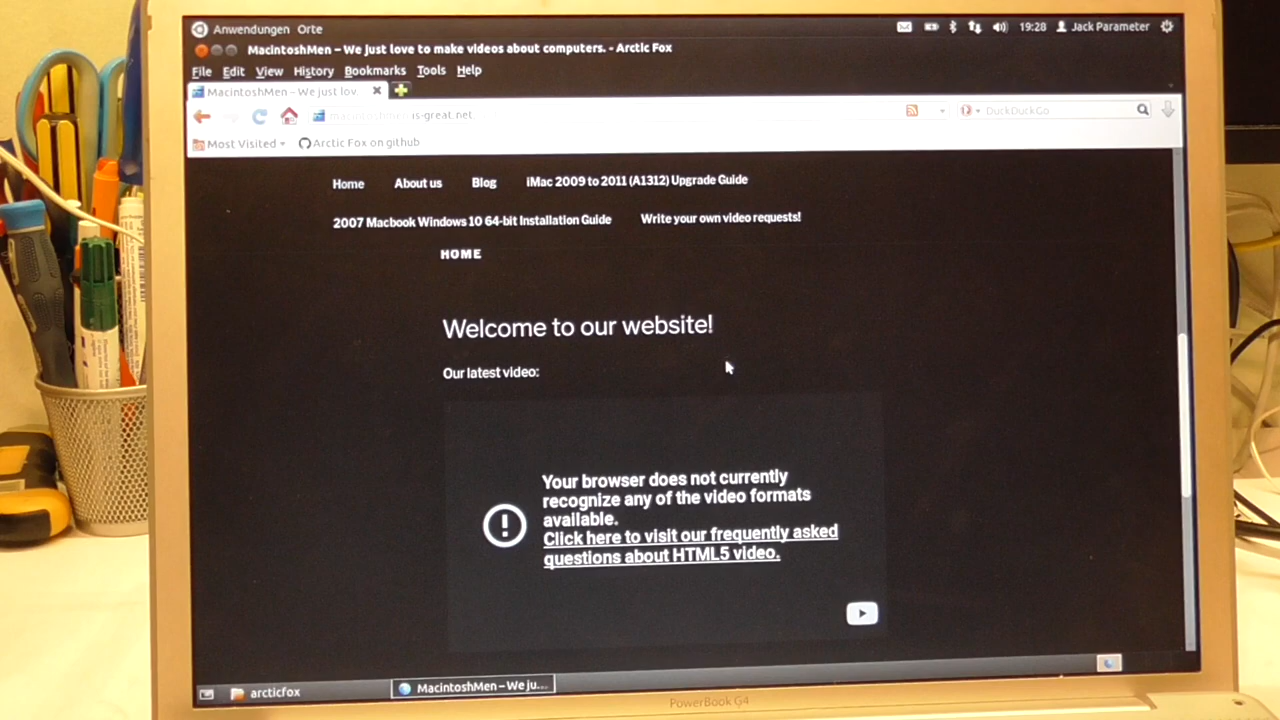 Anwendungen Orte
19:28 Jack Parameter
MacintoshMen – We just love to make videos about computers. - Arctic Fox
File Edit View History Bookmarks Tools Help
MacintoshMen – We just lov.
macintoshmen.is-great.net
DuckDuckGo
Most Visited
Arctic Fox on github
Home About us Blog iMac 2009 to 2011 (A1312) Upgrade Guide
2007 Macbook Windows 10 64-bit Installation Guide Write your own video requests!
HOME
Welcome to our website!
Our latest video:
Your browser does not currently
recognize any of the video formats
available.
Click here to visit our frequently asked
questions about HTML5 video.
arcticfox
MacintoshMen – We ju...
PowerBook G4